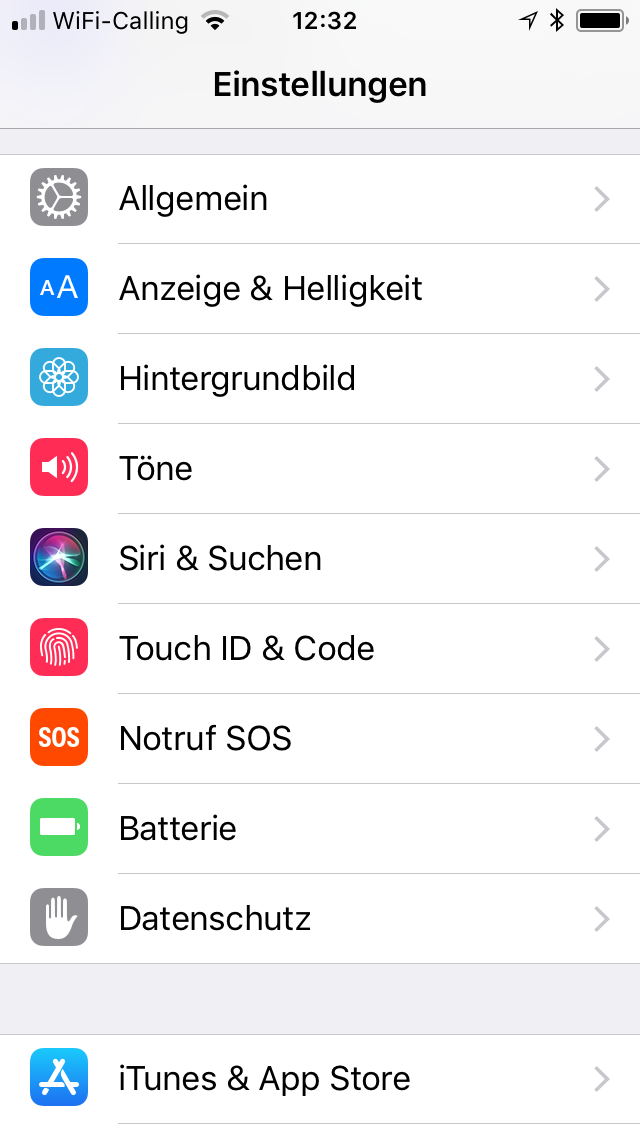 WiFi-Calling 12:32
Einstellungen
Allgemein
AA Anzeige & Helligkeit
Hintergrundbild
Töne
Siri & Suchen
Touch ID & Code
SOS Notruf SOS
Batterie
Datenschutz
iTunes & App Store